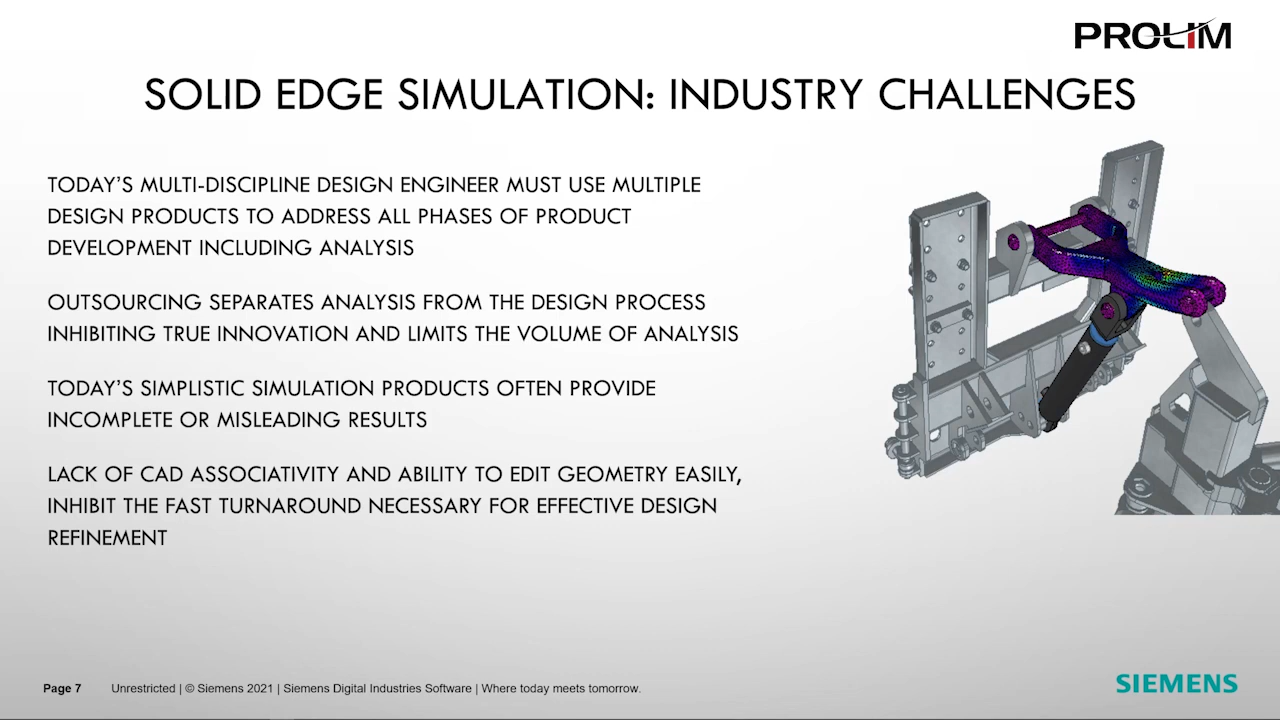 PROLIM
SOLID EDGE SIMULATION: INDUSTRY CHALLENGES
TODAY'S MULTI-DISCIPLINE DESIGN ENGINEER MUST USE MULTIPLE
DESIGN PRODUCTS TO ADDRESS ALL PHASES OF PRODUCT
DEVELOPMENT INCLUDING ANALYSIS
OUTSOURCING SEPARATES ANALYSIS FROM THE DESIGN PROCESS
INHIBITING TRUE INNOVATION AND LIMITS THE VOLUME OF ANALYSIS
TODAY'S SIMPLISTIC SIMULATION PRODUCTS OFTEN PROVIDE
INCOMPLETE OR MISLEADING RESULTS
LACK OF CAD ASSOCIATIVITY AND ABILITY TO EDIT GEOMETRY EASILY,
INHIBIT THE FAST TURNAROUND NECESSARY FOR EFFECTIVE DESIGN
REFINEMENT
Page 7 Unrestricted | © Siemens 2021 | Siemens Digital Industries Software | Where today meets tomorrow.
SIEMENS